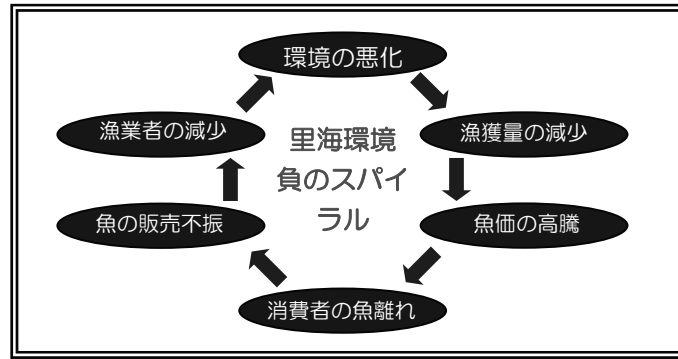 環境の悪化
漁業者の減少
漁獲量の減少
里海環境
負のスパイ
ラル
魚の販売不振
魚価の高騰
消費者の魚離れ